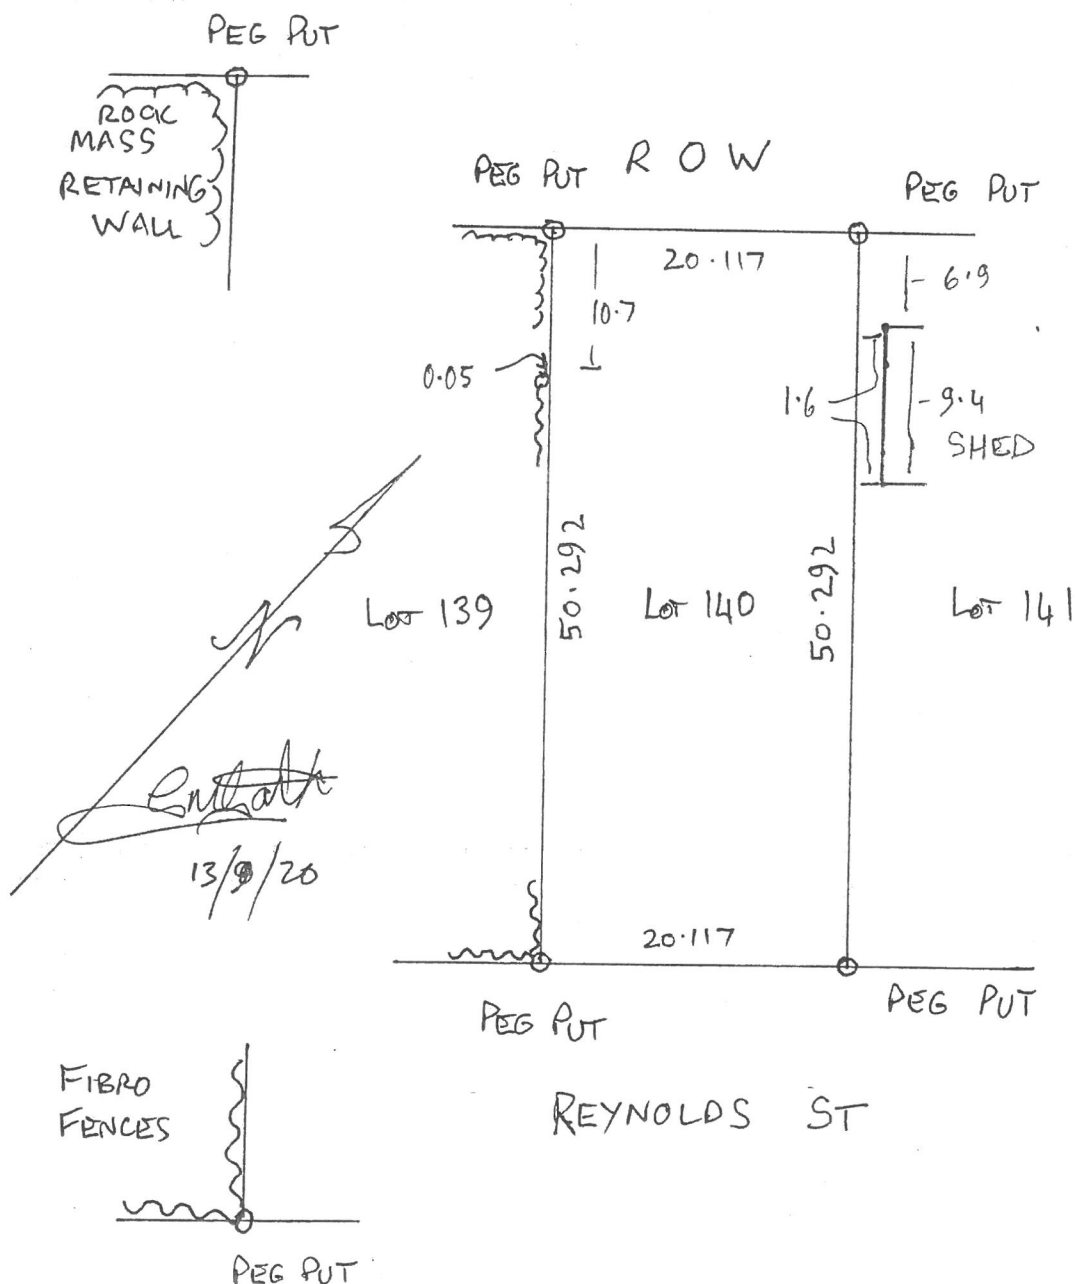 PEG PUT
ROCK
MASS
RETAINING
WALL
PEG PUT
R O W
PEG PUT
20.117
6.9
10.7
0.05
1.6
9.4
SHED
50.292
50.292
LOT 139
LOT 140
LOT 141
N
13/9/20
20.117
PEG PUT
PEG PUT
FIBRO
FENCES
REYNOLDS ST
PEG PUT